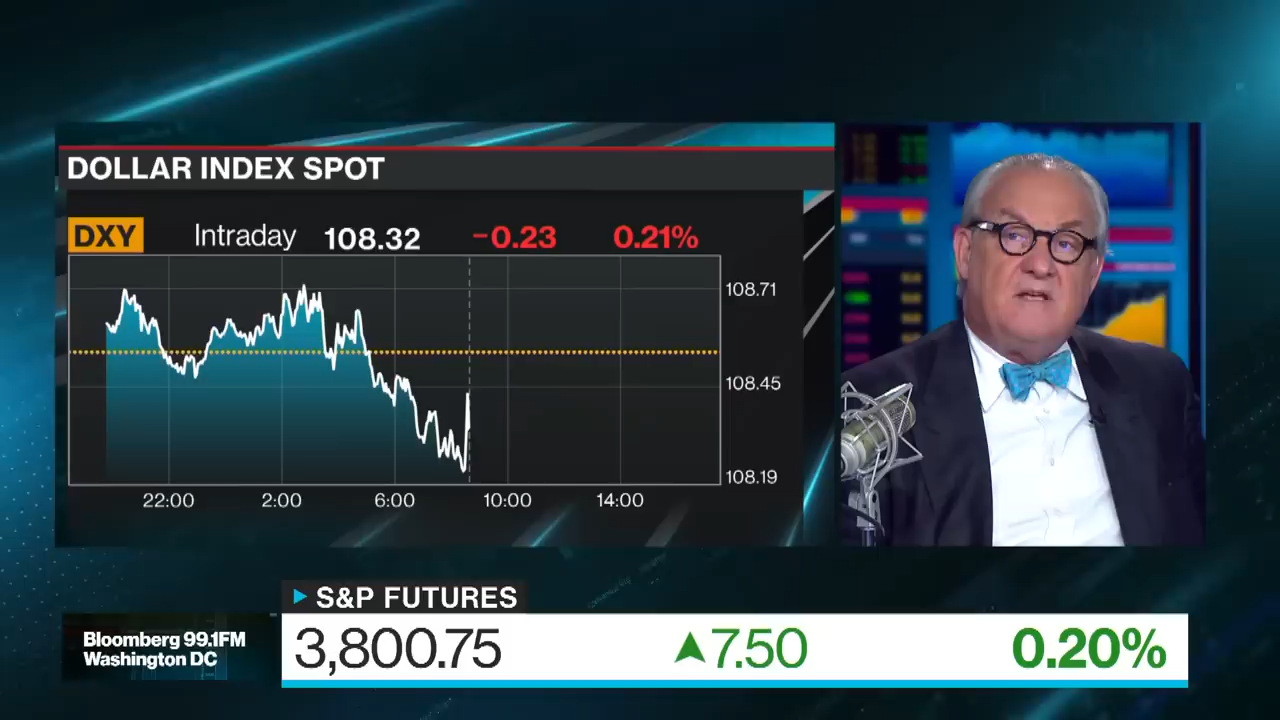 DOLLAR INDEX SPOT
DXY Intraday 108.32 -0.23 0.21%
108.71
108.45
108.19
22:00 2:00 6:00 10:00 14:00
S&P FUTURES
Bloomberg 99.1FM
Washington DC
3,800.75 ▲7.50 0.20%